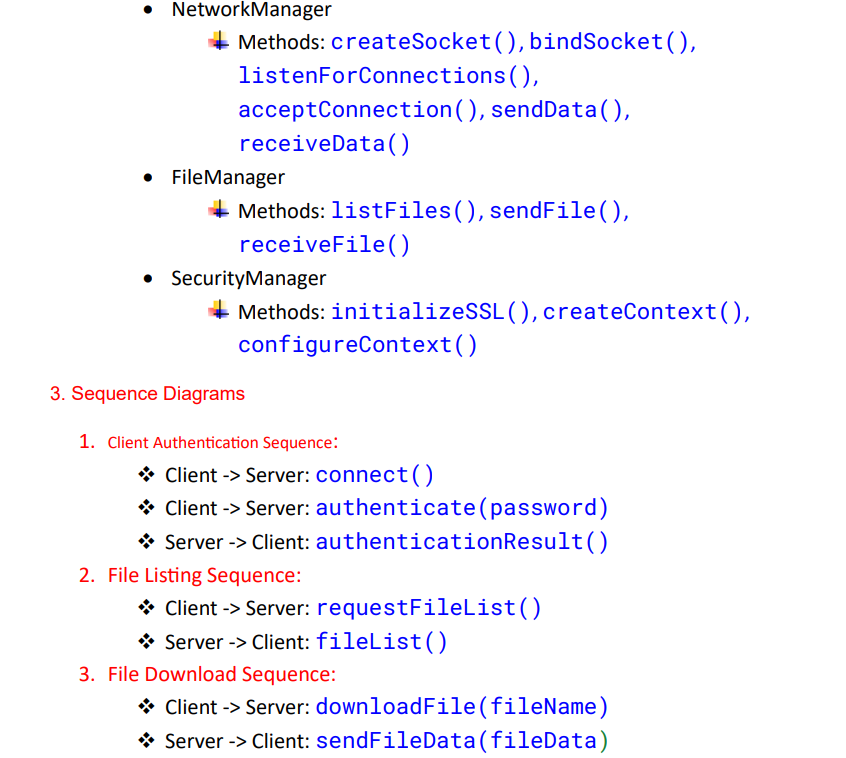 • NetworkManager
Methods: createSocket(), bindSocket(),
listenForConnections(),
acceptConnection(), sendData(),
receiveData()
• FileManager
Methods: listFiles(), sendFile(),
receiveFile()
• SecurityManager
Methods: initializeSSL(), createContext(),
configureContext()
3. Sequence Diagrams
1. Client Authentication Sequence:
❖ Client -> Server: connect()
❖ Client -> Server: authenticate(password)
❖ Server -> Client: authenticationResult()
2. File Listing Sequence:
❖ Client -> Server: requestFileList()
❖ Server -> Client: fileList()
3. File Download Sequence:
❖ Client -> Server: downloadFile(fileName)
❖ Server -> Client: sendFileData(fileData)